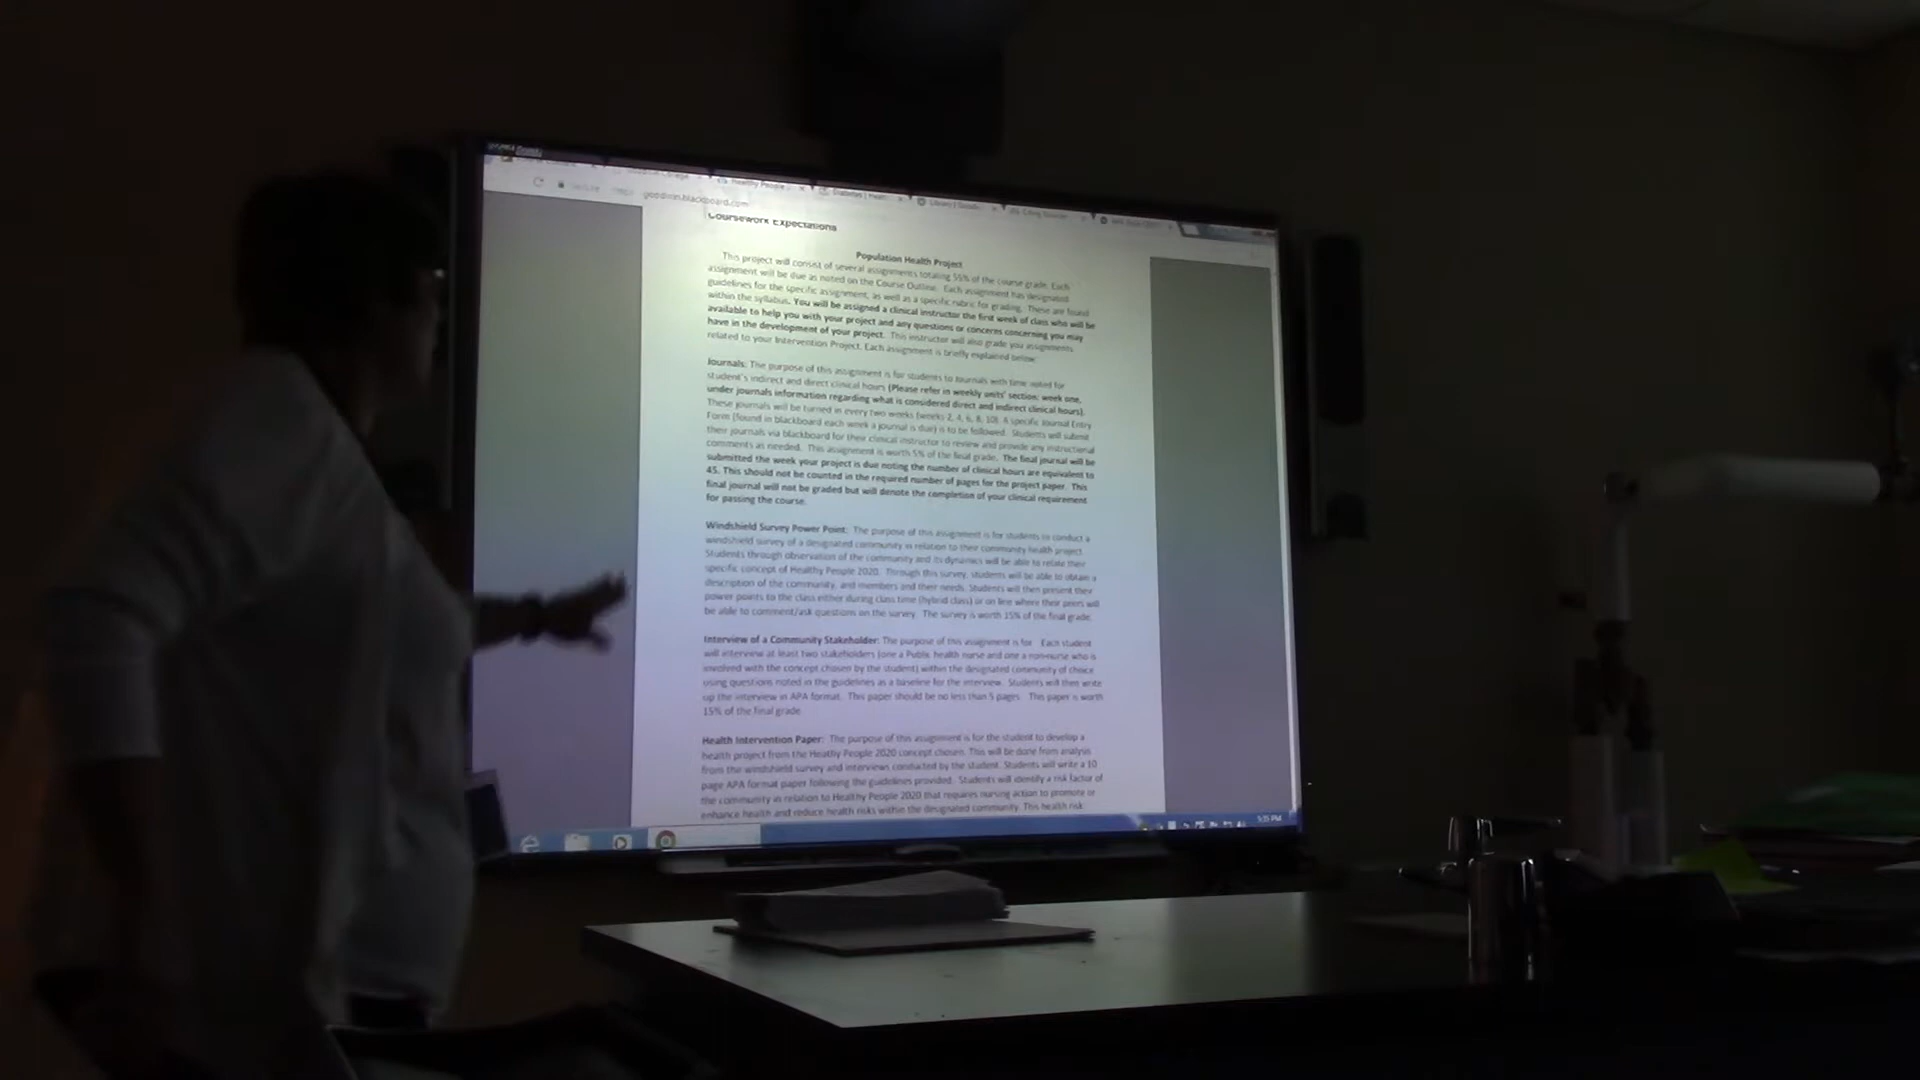 goodwin.blackboard.com
Coursework Expectations
Population Health Project
This project will consist of several assignments totaling 55% of the course grade. Each
assignment will be due as noted on the Course Outline. Each assignment has designated
guidelines for the specific assignment, as well as a specific rubric for grading. These are found
within the syllabus. You will be assigned a clinical instructor the first week of class who will be
available to help you with your project and any questions or concerns concerning you may
have in the development of your project. This instructor will also grade you assignments
related to your Intervention Project. Each assignment is briefly explained below
Journals: The purpose of this assignment is for students to Journals with time noted for
student's indirect and direct clinical hours (Please refer in weekly units' section; week one,
under journals information regarding what is considered direct and indirect clinical hours).
These journals will be turned in every two weeks (weeks 2, 4, 6, 8, 10). A specific Journal Entry
Form (found in blackboard each week a journal is due) is to be followed. Students will submit
their journals via blackboard for their clinical instructor to review and provide any instructional
comments as needed. This assignment is worth 5% of the final grade. The final journal will be
submitted the week your project is due noting the number of clinical hours are equivalent to
45. This should not be counted in the required number of pages for the project paper. This
final journal will not be graded but will denote the completion of your clinical requirement
for passing the course.
Windshield Survey Power Point: The purpose of this assignment is for students to conduct a
windshield survey of a designated community in relation to their community health project.
Students through observation of the community and its dynamics will be able to relate their
specific concept of Healthy People 2020. Through this survey, students will be able to obtain a
description of the community, and members and their needs. Students will then present their
power points to the class either during class time (hybrid class) or on line where their peers will
be able to comment/ask questions on the survey. The survey is worth 15% of the final grade.
Interview of a Community Stakeholder: The purpose of this assignment is for Each student
will interview at least two stakeholders (one a Public health nurse and one a non-nurse who is
involved with the concept chosen by the student) within the designated community of choice
using questions noted in the guidelines as a baseline for the interview. Students will then write
up the interview in APA format. This paper should be no less than 5 pages. This paper is worth
15% of the final grade
Health Intervention Paper: The purpose of this assignment is for the student to develop a
health project from the Heathy People 2020 concept chosen. This will be done from analysis
from the windshield survey and interviews conducted by the student. Students will write a 10
page APA format paper following the guidelines provided. Students will identify a risk factor of
the community in relation to Healthy People 2020 that requires nursing action to promote or
enhance health and reduce health risks within the designated community. This health risk
5:35 PM